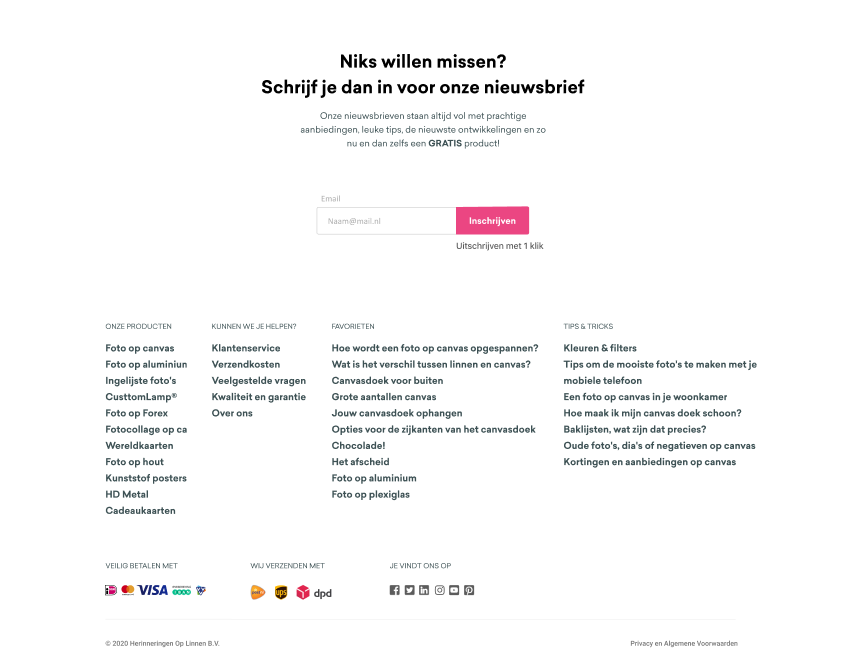 Niks willen missen?
Schrijf je dan in voor onze nieuwsbrief
Onze nieuwsbrieven staan altijd vol met prachtige
aanbiedingen, leuke tips, de nieuwste ontwikkelingen en zo
nu en dan zelfs een GRATIS product!
Email
Naam@mail.nl
Inschrijven
Uitschrijven met 1 klik
ONZE PRODUCTEN
Foto op canvas
Foto op aluminiun
Ingelijste foto's
CusttomLamp®
Foto op Forex
Fotocollage op ca
Wereldkaarten
Foto op hout
Kunststof posters
HD Metal
Cadeaukaarten
KUNNEN WE JE HELPEN?
Klantenservice
Verzendkosten
Veelgestelde vragen
Kwaliteit en garantie
Over ons
FAVORIETEN
Hoe wordt een foto op canvas opgespannen?
Wat is het verschil tussen linnen en canvas?
Canvasdoek voor buiten
Grote aantallen canvas
Jouw canvasdoek ophangen
Opties voor de zijkanten van het canvasdoek
Chocolade!
Het afscheid
Foto op aluminium
Foto op plexiglas
TIPS & TRICKS
Kleuren & filters
Tips om de mooiste foto's te maken met je
mobiele telefoon
Een foto op canvas in je woonkamer
Hoe maak ik mijn canvas doek schoon?
Baklijsten, wat zijn dat precies?
Oude foto's, dia's of negatieven op canvas
Kortingen en aanbiedingen op canvas
VEILIG BETALEN MET
VISA
WIJ VERZENDEN MET
ups
dpd
JE VINDT ONS OP
© 2020 Herinneringen Op Linnen B.V.
Privacy en Algemene Voorwaarden